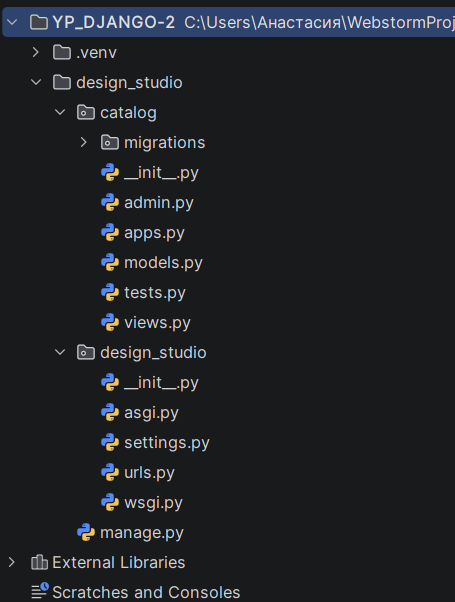 YP_DJANGO-2 C:\Users\Анастасия\WebstormProj
.venv
design_studio
catalog
migrations
__init__.py
admin.py
apps.py
models.py
tests.py
views.py
design_studio
__init__.py
asgi.py
settings.py
urls.py
wsgi.py
manage.py
External Libraries
Scratches and Consoles